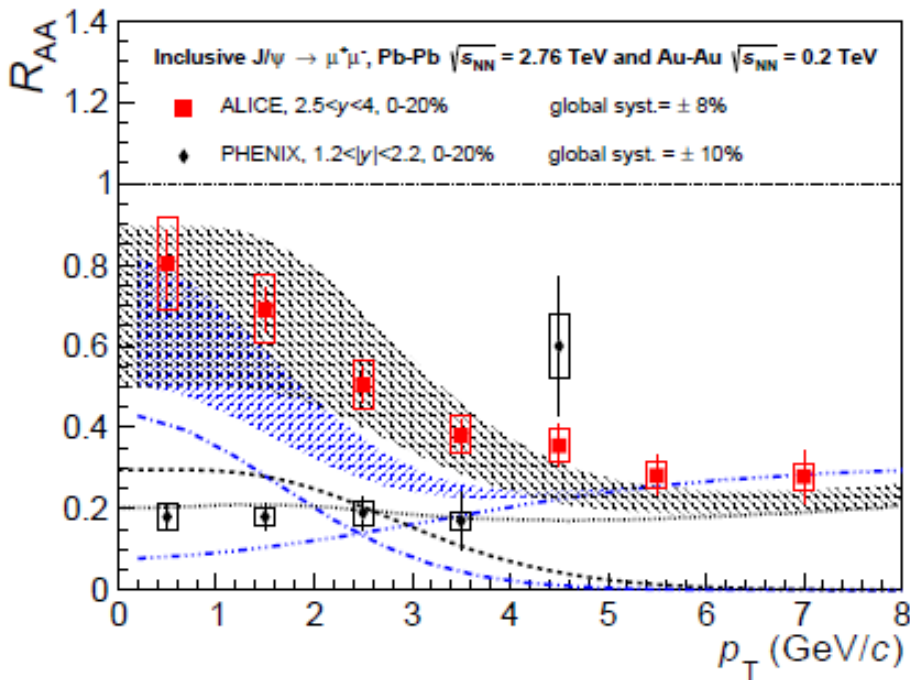 R_AA
1.4
1.2
1
0.8
0.6
0.4
0.2
0
Inclusive J/ψ → μ⁺μ⁻, Pb-Pb √s_NN = 2.76 TeV and Au-Au √s_NN = 0.2 TeV
ALICE, 2.5<y<4, 0-20% global syst.= ± 8%
PHENIX, 1.2<|y|<2.2, 0-20% global syst. = ± 10%
0 1 2 3 4 5 6 7 8
p_T (GeV/c)